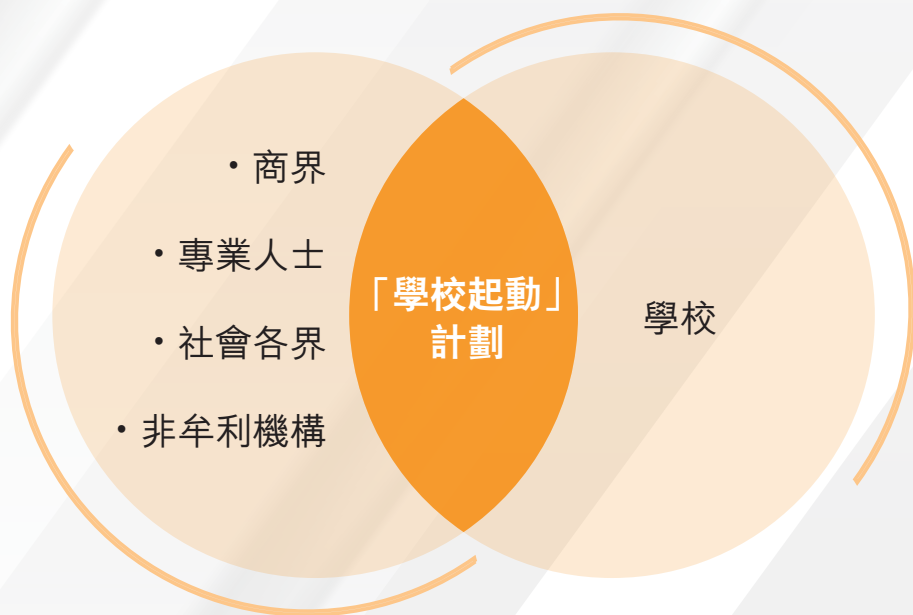 ・商界
・專業人士
・社會各界
・非牟利機構
「學校起動」
計劃
學校